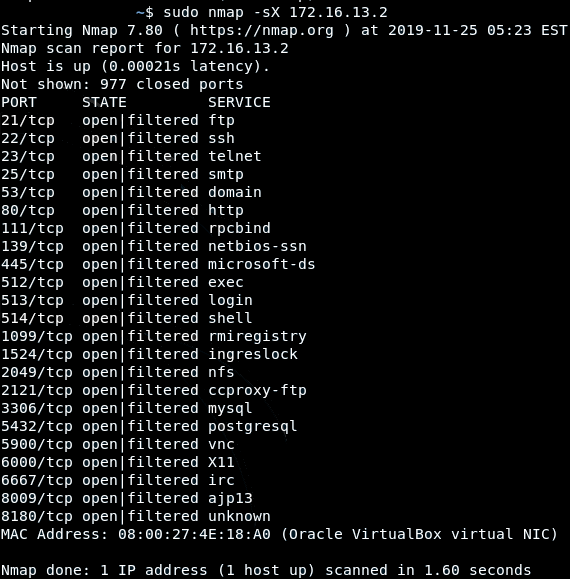 ~$ sudo nmap -sX 172.16.13.2
Starting Nmap 7.80 ( https://nmap.org ) at 2019-11-25 05:23 EST
Nmap scan report for 172.16.13.2
Host is up (0.00021s latency).
Not shown: 977 closed ports
PORT     STATE         SERVICE
21/tcp   open|filtered ftp
22/tcp   open|filtered ssh
23/tcp   open|filtered telnet
25/tcp   open|filtered smtp
53/tcp   open|filtered domain
80/tcp   open|filtered http
111/tcp  open|filtered rpcbind
139/tcp  open|filtered netbios-ssn
445/tcp  open|filtered microsoft-ds
512/tcp  open|filtered exec
513/tcp  open|filtered login
514/tcp  open|filtered shell
1099/tcp open|filtered rmiregistry
1524/tcp open|filtered ingreslock
2049/tcp open|filtered nfs
2121/tcp open|filtered ccproxy-ftp
3306/tcp open|filtered mysql
5432/tcp open|filtered postgresql
5900/tcp open|filtered vnc
6000/tcp open|filtered X11
6667/tcp open|filtered irc
8009/tcp open|filtered ajp13
8180/tcp open|filtered unknown
MAC Address: 08:00:27:4E:18:A0 (Oracle VirtualBox virtual NIC)
Nmap done: 1 IP address (1 host up) scanned in 1.60 seconds